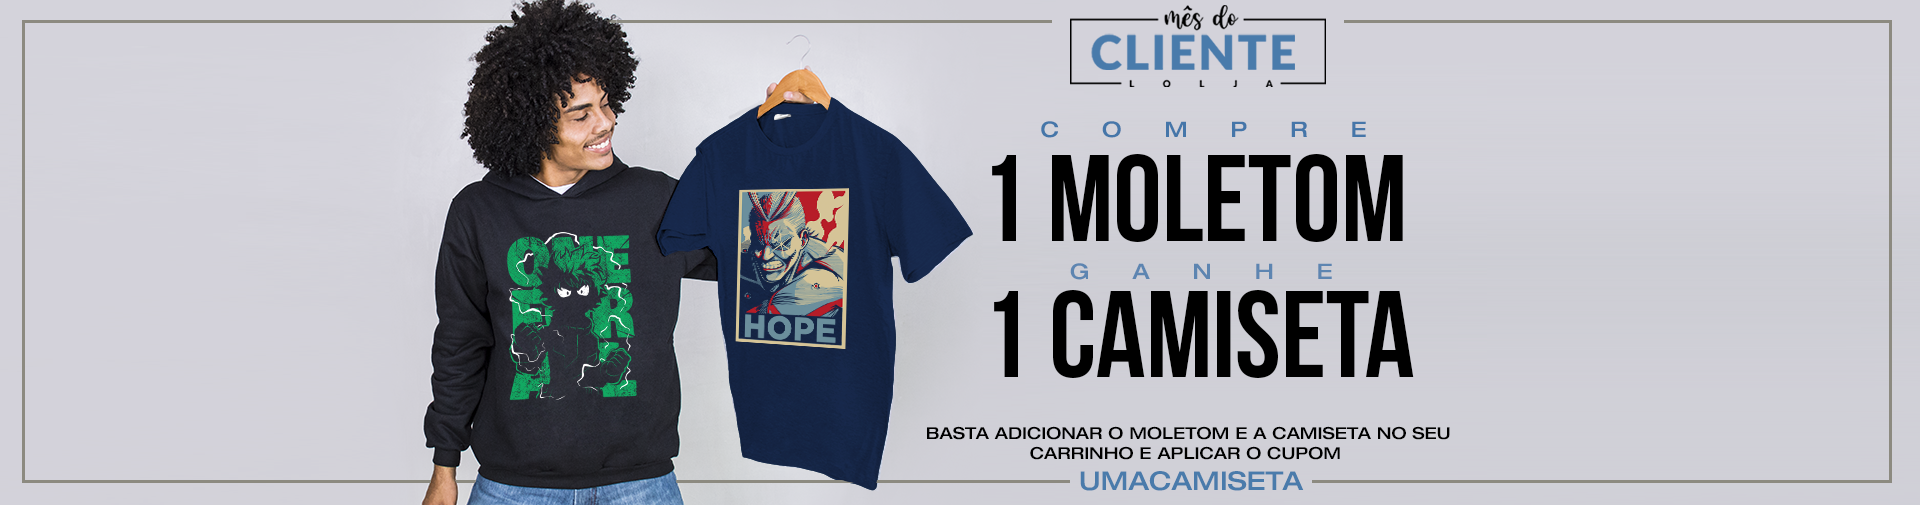 mês do
CLIENTE
LOLJA
COMPRE
1 MOLETOM
GANHE
1 CAMISETA
BASTA ADICIONAR O MOLETOM E A CAMISETA NO SEU
CARRINHO E APLICAR O CUPOM
UMACAMISETA
HOPE